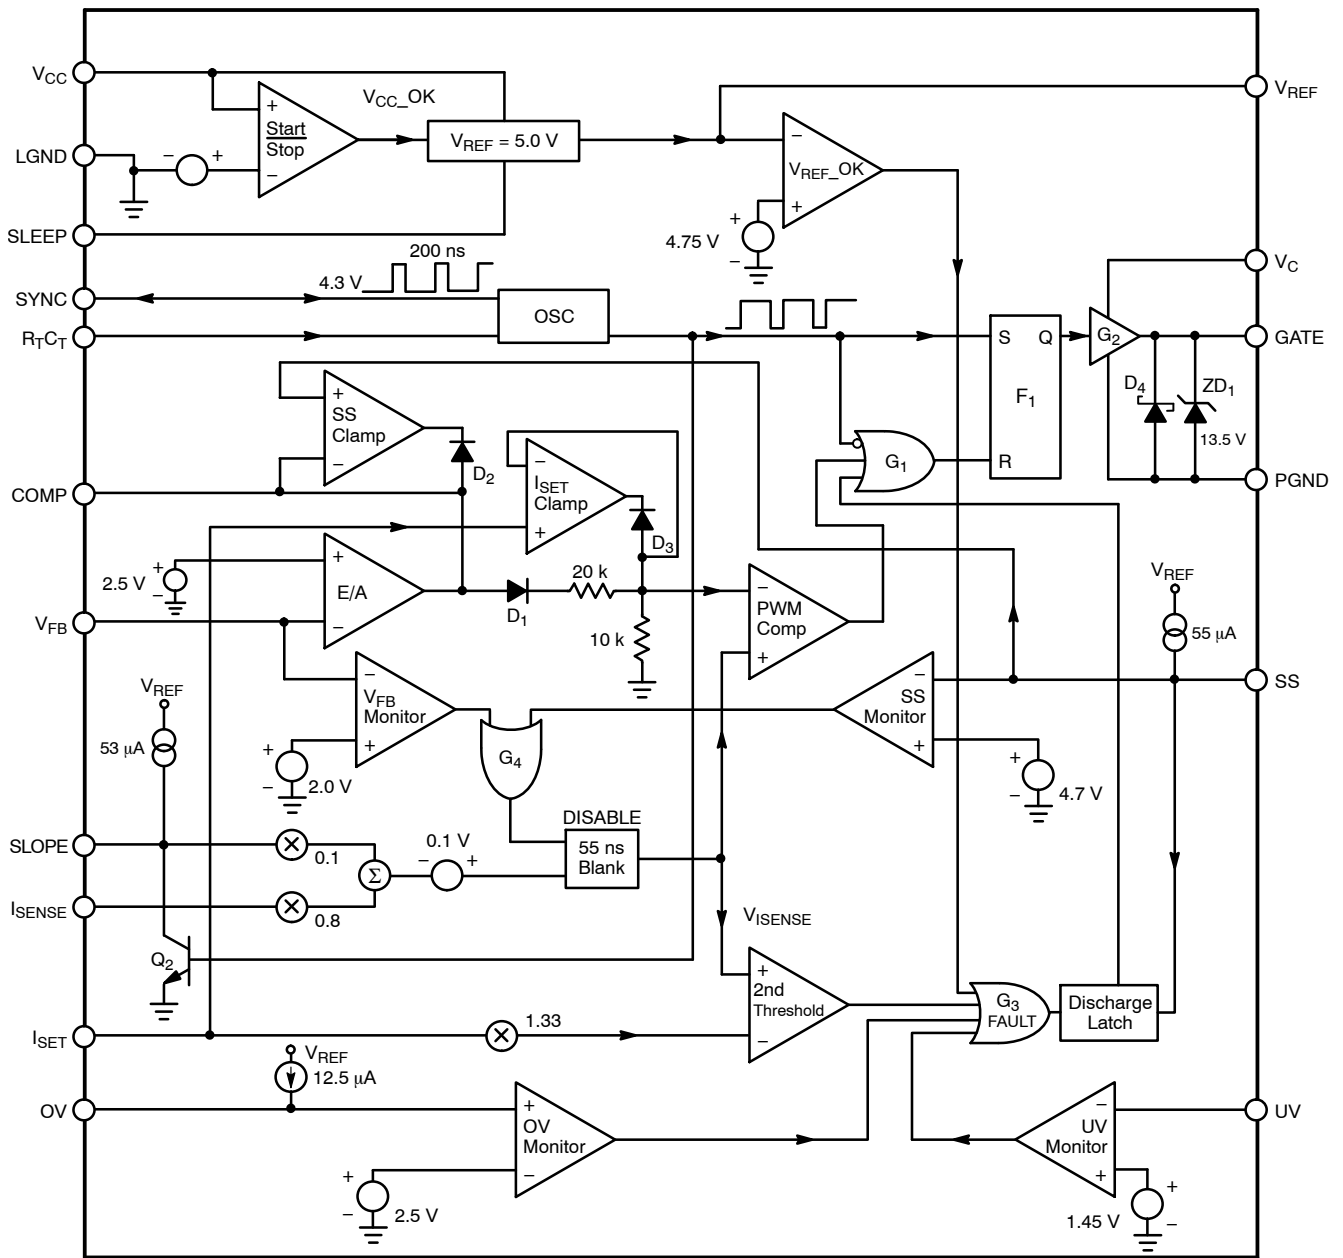 VCC
VCC_OK
+
Start
Stop
−
− +
VREF = 5.0 V
−
VREF_OK
+
VREF
LGND
SLEEP
4.75 V
+
−
200 ns
4.3 V
SYNC
RTCT
OSC
VC
S Q
F1
R
G2
GATE
D4
ZD1
13.5 V
PGND
+
SS
Clamp
−
D2
COMP
−
ISET
Clamp
+
D3
G1
+
2.5 V
−
+
E/A
−
D1
20 k
10 k
−
PWM
Comp
+
VREF
55 μA
VFB
−
VFB
Monitor
+
−
SS
Monitor
+
SS
VREF
53 μA
+
−
2.0 V
G4
+
−
4.7 V
DISABLE
55 ns
Blank
SLOPE
0.1
Σ
0.1 V
− +
ISENSE
0.8
VISENSE
Q2
+
2nd
Threshold
−
G3
FAULT
Discharge
Latch
ISET
1.33
VREF
12.5 μA
OV
+
OV
Monitor
−
−
UV
Monitor
+
UV
+
−
2.5 V
+
−
1.45 V